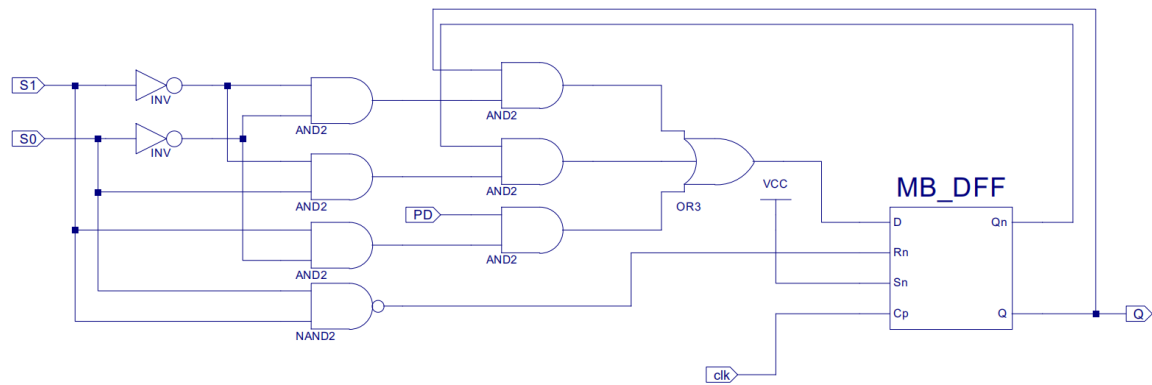 S1
INV
AND2
AND2
S0
INV
AND2
AND2
PD
OR3
VCC
MB_DFF
D
Qn
Rn
Sn
Cp
Q
Q
AND2
AND2
NAND2
clk